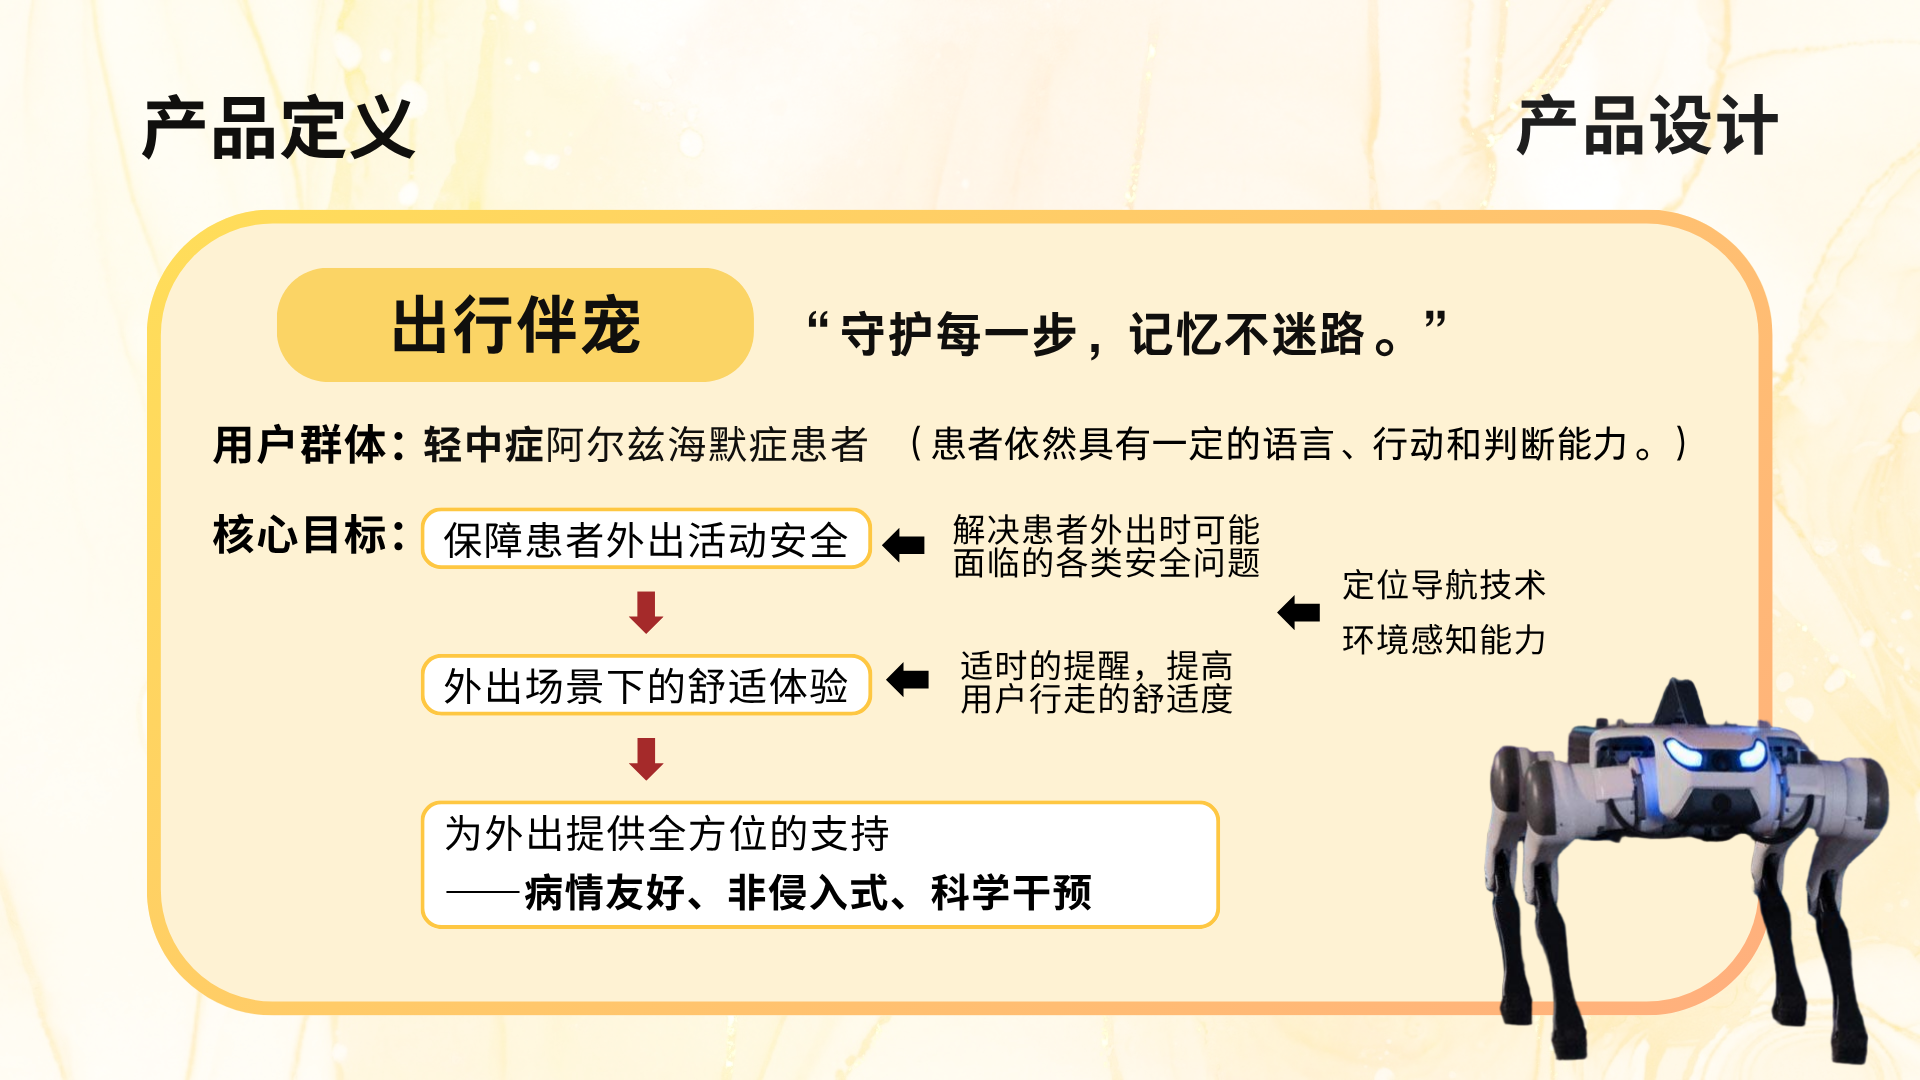 产品定义
产品设计
出行伴宠
“守护每一步，记忆不迷路。”
用户群体：轻中症阿尔兹海默症患者 （患者依然具有一定的语言、行动和判断能力。）
核心目标：
保障患者外出活动安全
解决患者外出时可能
面临的各类安全问题
定位导航技术
环境感知能力
外出场景下的舒适体验
适时的提醒，提高
用户行走的舒适度
为外出提供全方位的支持
——病情友好、非侵入式、科学干预